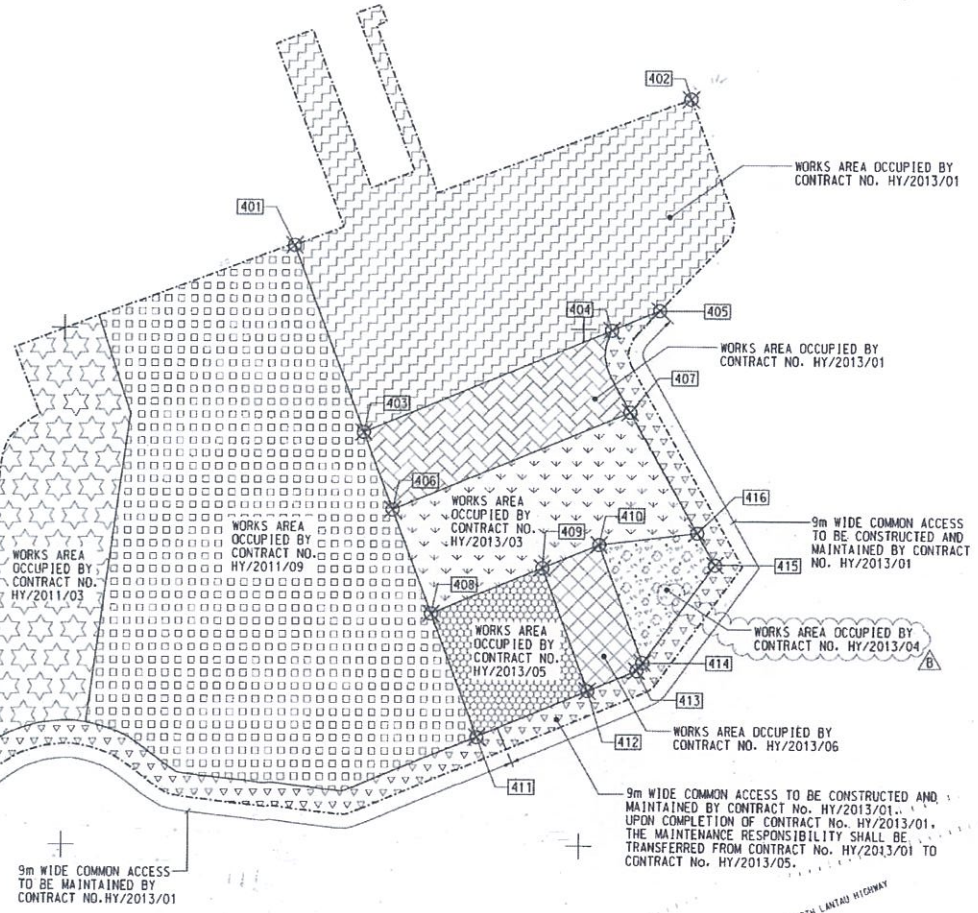 402
WORKS AREA OCCUPIED BY
CONTRACT NO. HY/2013/01
401
404
405
WORKS AREA OCCUPIED BY
CONTRACT NO. HY/2013/01
407
403
406
WORKS AREA
OCCUPIED BY
CONTRACT NO.
HY/2013/03
409
410
416
WORKS AREA
OCCUPIED BY
CONTRACT NO.
HY/2011/09
WORKS AREA
OCCUPIED BY
CONTRACT NO.
HY/2011/03
9m WIDE COMMON ACCESS
TO BE CONSTRUCTED AND
MAINTAINED BY CONTRACT
NO. HY/2013/01
415
408
WORKS AREA
OCCUPIED BY
CONTRACT NO.
HY/2013/05
WORKS AREA OCCUPIED BY
CONTRACT NO. HY/2013/04
B
414
413
412
WORKS AREA OCCUPIED BY
CONTRACT NO. HY/2013/06
411
9m WIDE COMMON ACCESS TO BE CONSTRUCTED AND
MAINTAINED BY CONTRACT No. HY/2013/01.
UPON COMPLETION OF CONTRACT No. HY/2013/01,
THE MAINTENANCE RESPONSIBILITY SHALL BE
TRANSFERRED FROM CONTRACT No. HY/2013/01 TO
CONTRACT No. HY/2013/05.
9m WIDE COMMON ACCESS
TO BE MAINTAINED BY
CONTRACT NO.HY/2013/01
LANTAU HIGHWAY